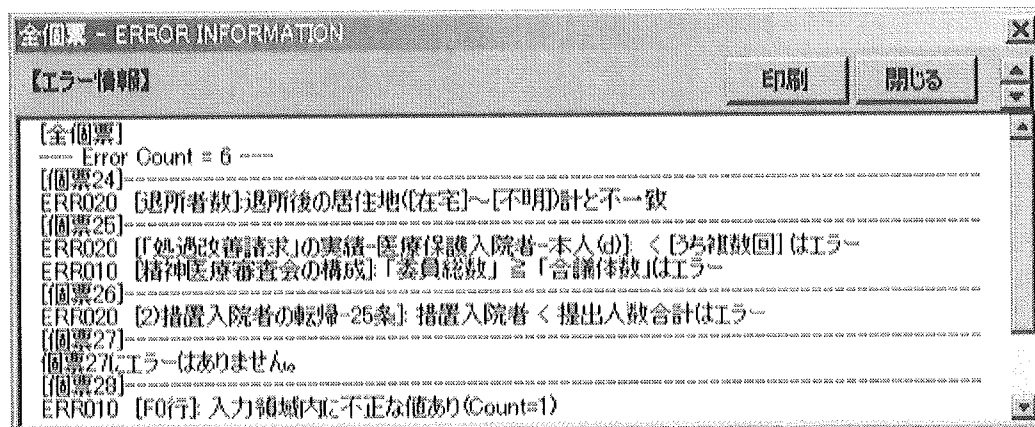 全個票 - ERROR INFORMATION
【エラー情報】
印刷
閉じる
[全個票]
---- Error Count = 6 ----
[個票24]
ERR020 [退所者数]:退所後の居住地([在宅]～[不明])計と不一致
[個票25]
ERR020 [「処遇改善請求」の実績-医療保護入院者-本人(d)]: < [うち複数回] はエラー
ERR010 [精神医療審査会の構成]:「委員総数」≦「合議体数」はエラー
[個票26]
ERR020 [2)措置入院者の転帰-25条]: 措置入院者 < 提出人数合計はエラー
[個票27]
個票27にエラーはありません。
[個票28]
ERR010 [F0行]: 入力領域内に不正な値あり(Count=1)